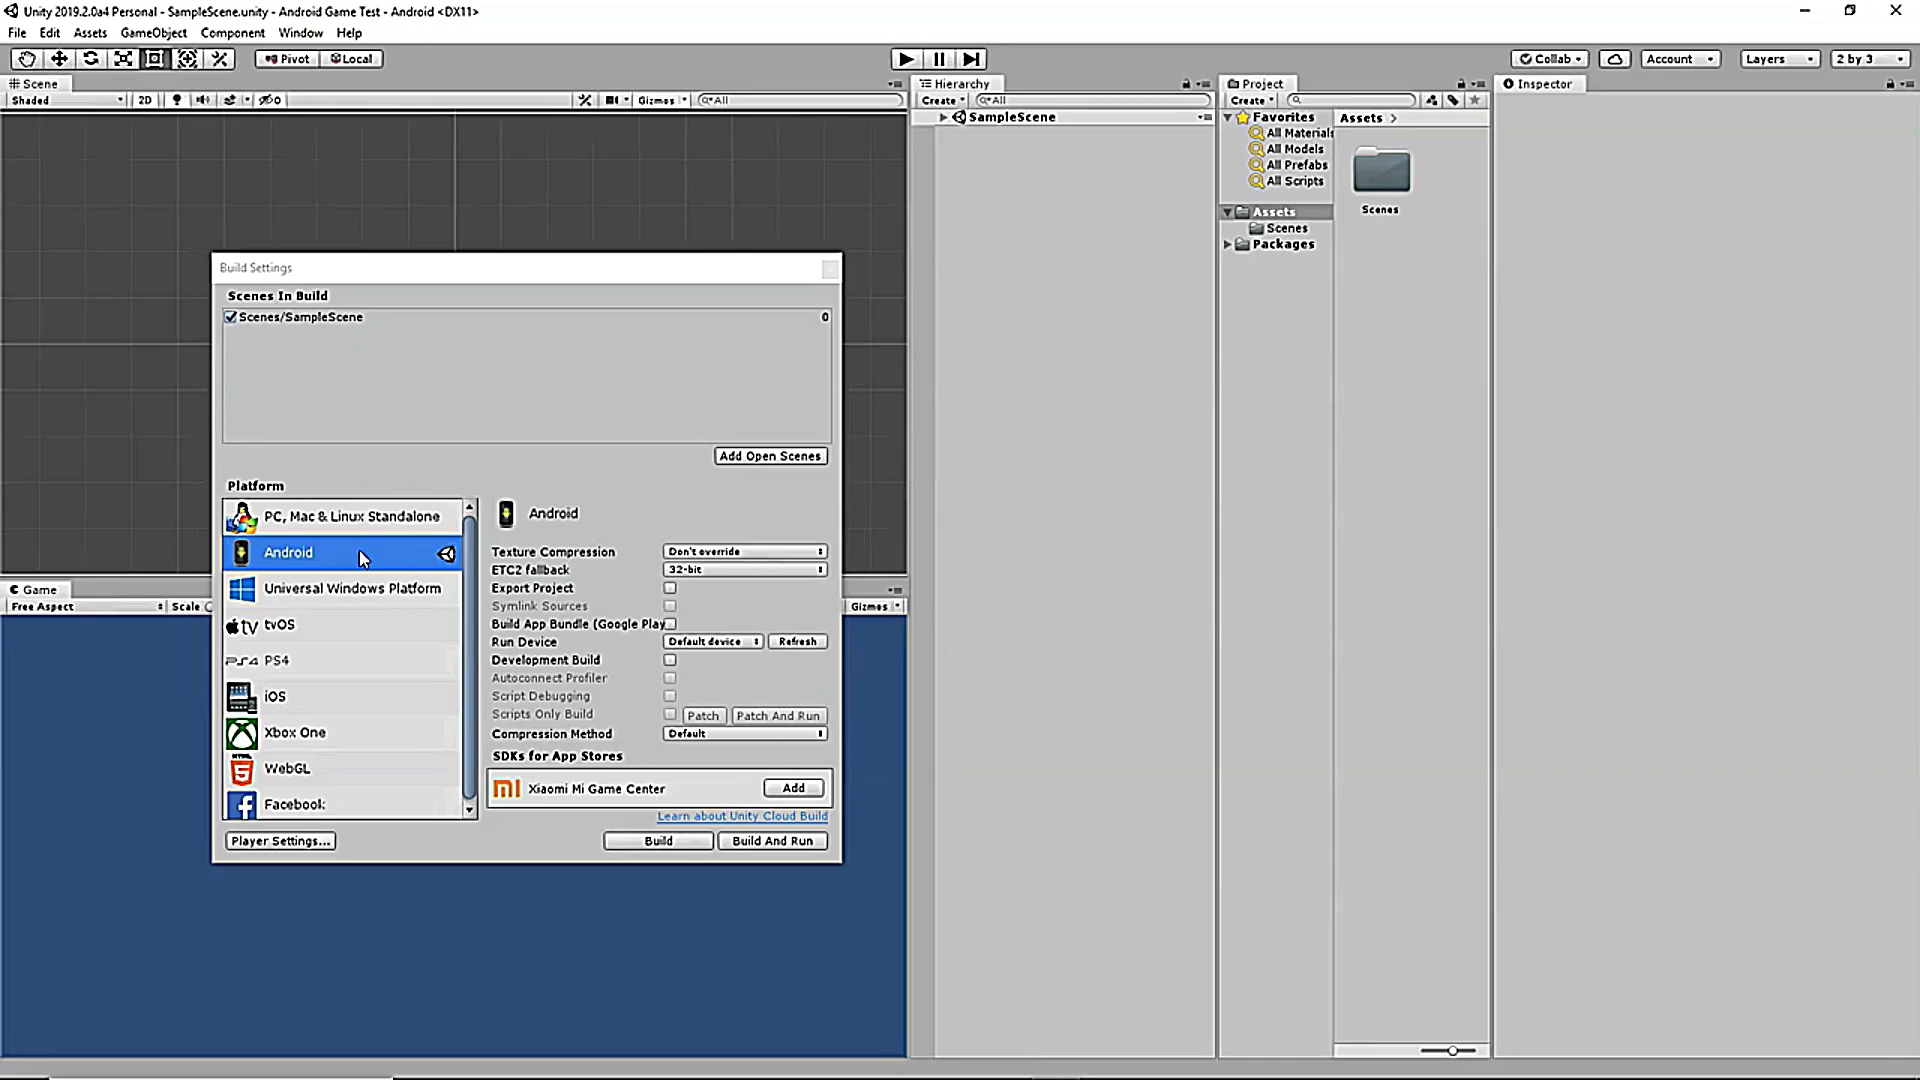 Unity 2019.2.0a4 Personal - SampleScene.unity - Android Game Test - Android <DX11>
File Edit Assets GameObject Component Window Help
Pivot Local Collab Account Layers 2 by 3
Scene Hierarchy Project Inspector
Shaded 2D Gizmos All Create All Create
SampleScene
Favorites
All Materials
All Models
All Prefabs
All Scripts
Assets
Scenes
Packages
Assets
Scenes
Build Settings
Scenes In Build
Scenes/SampleScene 0
Add Open Scenes
Platform
PC, Mac & Linux Standalone
Android
Universal Windows Platform
tv tvOS
PS4 PS4
iOS
Xbox One
HTML 5 WebGL
Facebook
Android
Texture Compression Don't override
ETC2 fallback 32-bit
Export Project
Symlink Sources
Build App Bundle (Google Play
Run Device Default device Refresh
Development Build
Autoconnect Profiler
Script Debugging
Scripts Only Build Patch Patch And Run
Compression Method Default
SDKs for App Stores
mi Xiaomi Mi Game Center Add
Learn about Unity Cloud Build
Player Settings... Build Build And Run
Game
Free Aspect Scale Gizmos